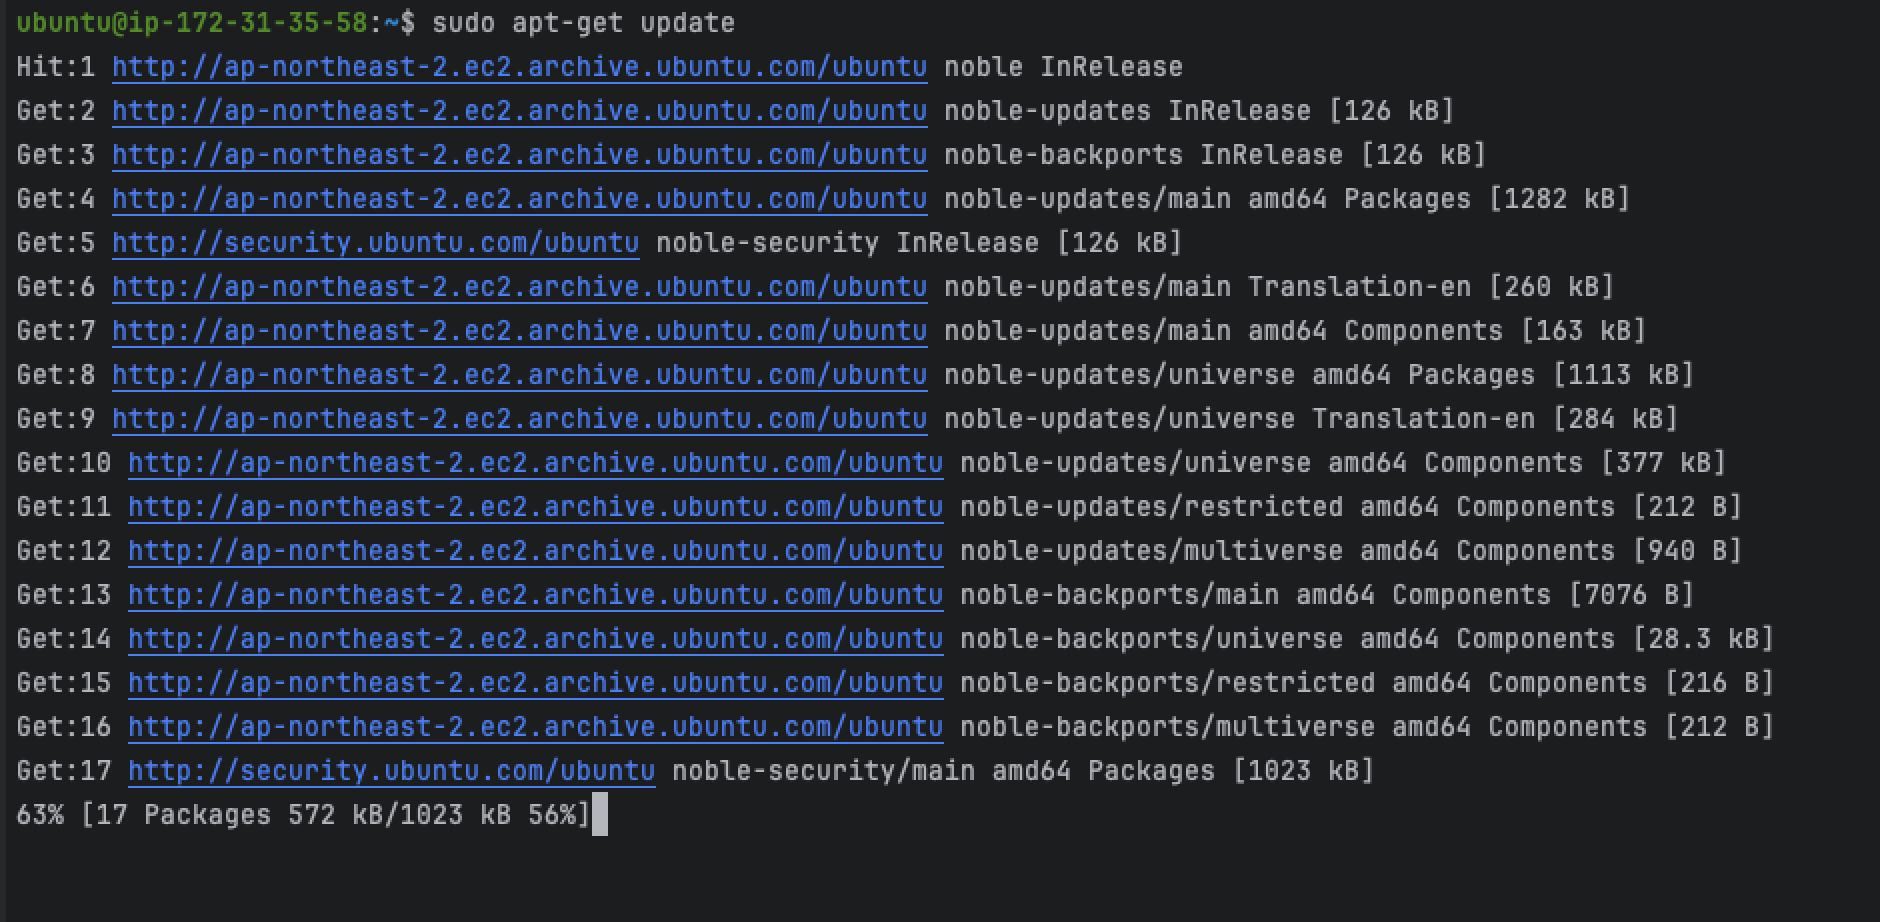 ubuntu@ip-172-31-35-58:~$ sudo apt-get update
Hit:1 http://ap-northeast-2.ec2.archive.ubuntu.com/ubuntu noble InRelease
Get:2 http://ap-northeast-2.ec2.archive.ubuntu.com/ubuntu noble-updates InRelease [126 kB]
Get:3 http://ap-northeast-2.ec2.archive.ubuntu.com/ubuntu noble-backports InRelease [126 kB]
Get:4 http://ap-northeast-2.ec2.archive.ubuntu.com/ubuntu noble-updates/main amd64 Packages [1282 kB]
Get:5 http://security.ubuntu.com/ubuntu noble-security InRelease [126 kB]
Get:6 http://ap-northeast-2.ec2.archive.ubuntu.com/ubuntu noble-updates/main Translation-en [260 kB]
Get:7 http://ap-northeast-2.ec2.archive.ubuntu.com/ubuntu noble-updates/main amd64 Components [163 kB]
Get:8 http://ap-northeast-2.ec2.archive.ubuntu.com/ubuntu noble-updates/universe amd64 Packages [1113 kB]
Get:9 http://ap-northeast-2.ec2.archive.ubuntu.com/ubuntu noble-updates/universe Translation-en [284 kB]
Get:10 http://ap-northeast-2.ec2.archive.ubuntu.com/ubuntu noble-updates/universe amd64 Components [377 kB]
Get:11 http://ap-northeast-2.ec2.archive.ubuntu.com/ubuntu noble-updates/restricted amd64 Components [212 B]
Get:12 http://ap-northeast-2.ec2.archive.ubuntu.com/ubuntu noble-updates/multiverse amd64 Components [940 B]
Get:13 http://ap-northeast-2.ec2.archive.ubuntu.com/ubuntu noble-backports/main amd64 Components [7076 B]
Get:14 http://ap-northeast-2.ec2.archive.ubuntu.com/ubuntu noble-backports/universe amd64 Components [28.3 kB]
Get:15 http://ap-northeast-2.ec2.archive.ubuntu.com/ubuntu noble-backports/restricted amd64 Components [216 B]
Get:16 http://ap-northeast-2.ec2.archive.ubuntu.com/ubuntu noble-backports/multiverse amd64 Components [212 B]
Get:17 http://security.ubuntu.com/ubuntu noble-security/main amd64 Packages [1023 kB]
63% [17 Packages 572 kB/1023 kB 56%]